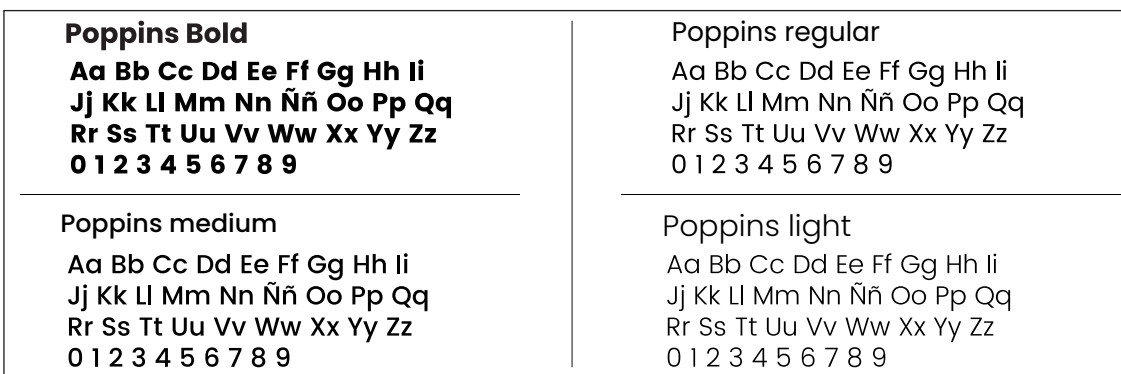 Poppins Bold
Aa Bb Cc Dd Ee Ff Gg Hh Ii
Jj Kk Ll Mm Nn Ññ Oo Pp Qq
Rr Ss Tt Uu Vv Ww Xx Yy Zz
0 1 2 3 4 5 6 7 8 9
Poppins regular
Aa Bb Cc Dd Ee Ff Gg Hh Ii
Jj Kk Ll Mm Nn Ññ Oo Pp Qq
Rr Ss Tt Uu Vv Ww Xx Yy Zz
0 1 2 3 4 5 6 7 8 9
Poppins medium
Aa Bb Cc Dd Ee Ff Gg Hh Ii
Jj Kk Ll Mm Nn Ññ Oo Pp Qq
Rr Ss Tt Uu Vv Ww Xx Yy Zz
0 1 2 3 4 5 6 7 8 9
Poppins light
Aa Bb Cc Dd Ee Ff Gg Hh Ii
Jj Kk Ll Mm Nn Ññ Oo Pp Qq
Rr Ss Tt Uu Vv Ww Xx Yy Zz
0 1 2 3 4 5 6 7 8 9